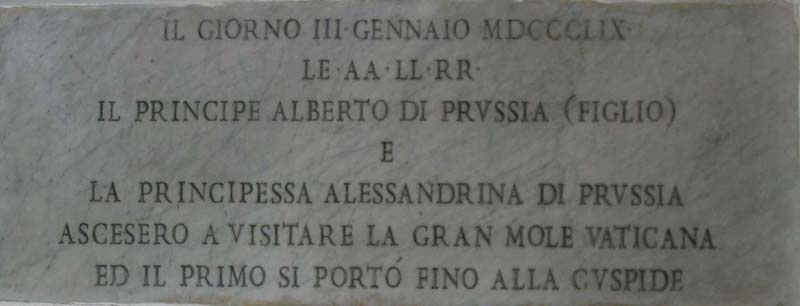 IL GIORNO III·GENNAIO MDCCCLIX·
LE·AA·LL·RR·
IL PRINCIPE ALBERTO DI PRVSSIA (FIGLIO)
E
LA PRINCIPESSA ALESSANDRINA DI PRVSSIA
ASCESERO A VISITARE LA GRAN MOLE VATICANA
ED IL PRIMO SI PORTÓ FINO ALLA CVSPIDE